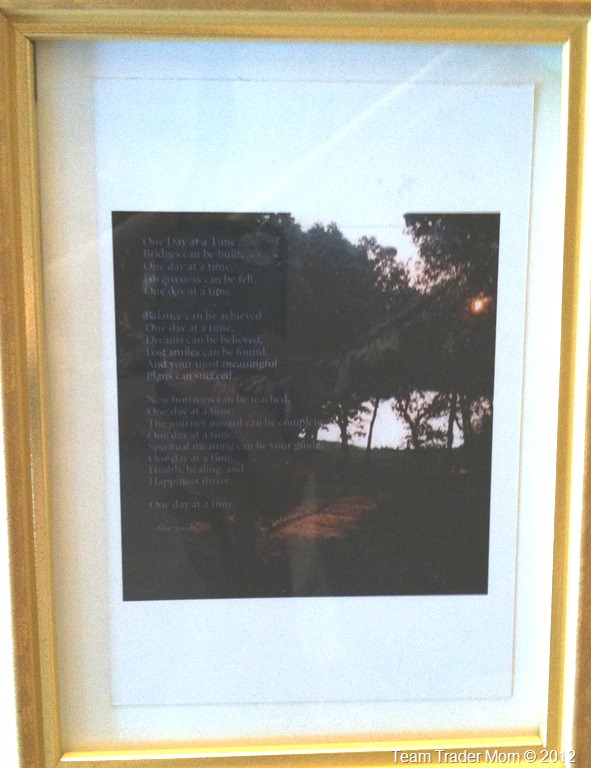 One Day at a Time
Bridges can be built,
One day at a time.
Forgiveness can be felt,
One day at a time.
Balance can be achieved
One day at a time,
Dreams can be believed,
Lost smiles can be found,
And your most meaningful
Plans can succeed
New horizons can be reached,
One day at a time.
The journey inward can be complete
One day at a time.
Spiritual meaning can be your guide,
One day at a time
Health, healing, and
Happiness thrive....
One day at a time.
Team Trader Mom © 2012